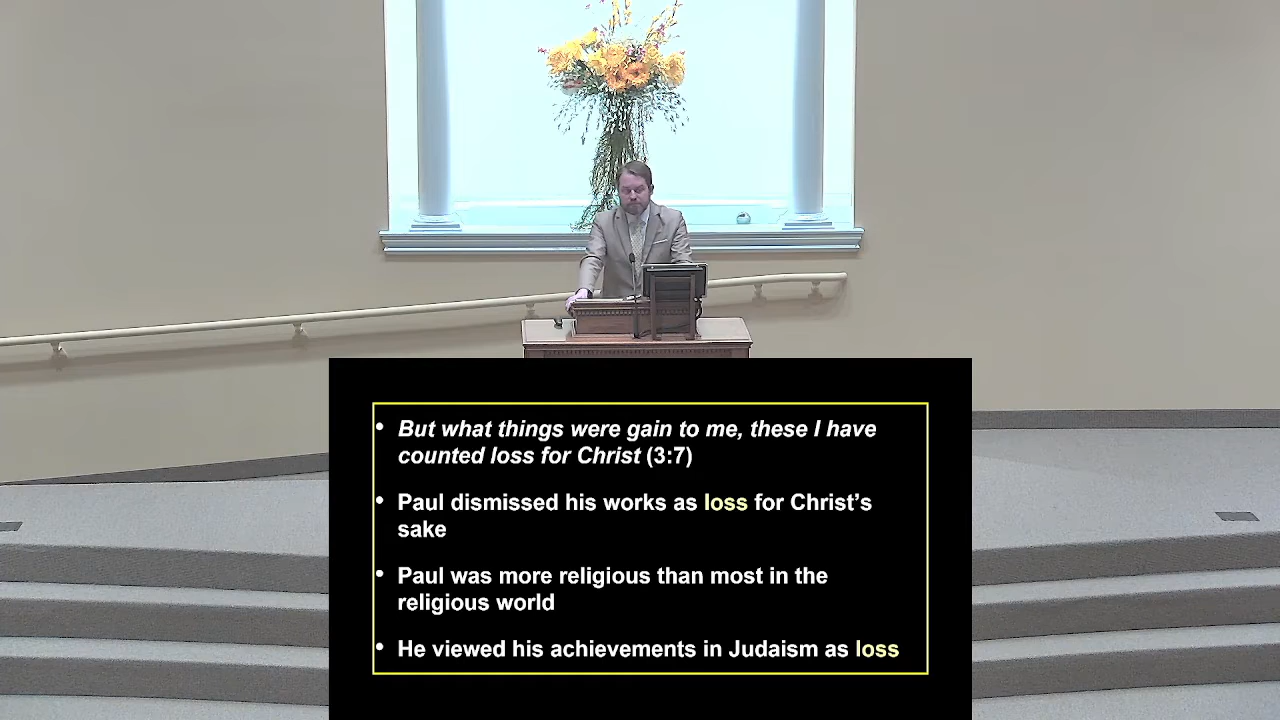 • But what things were gain to me, these I have
counted loss for Christ (3:7)
• Paul dismissed his works as loss for Christ's
sake
• Paul was more religious than most in the
religious world
• He viewed his achievements in Judaism as loss